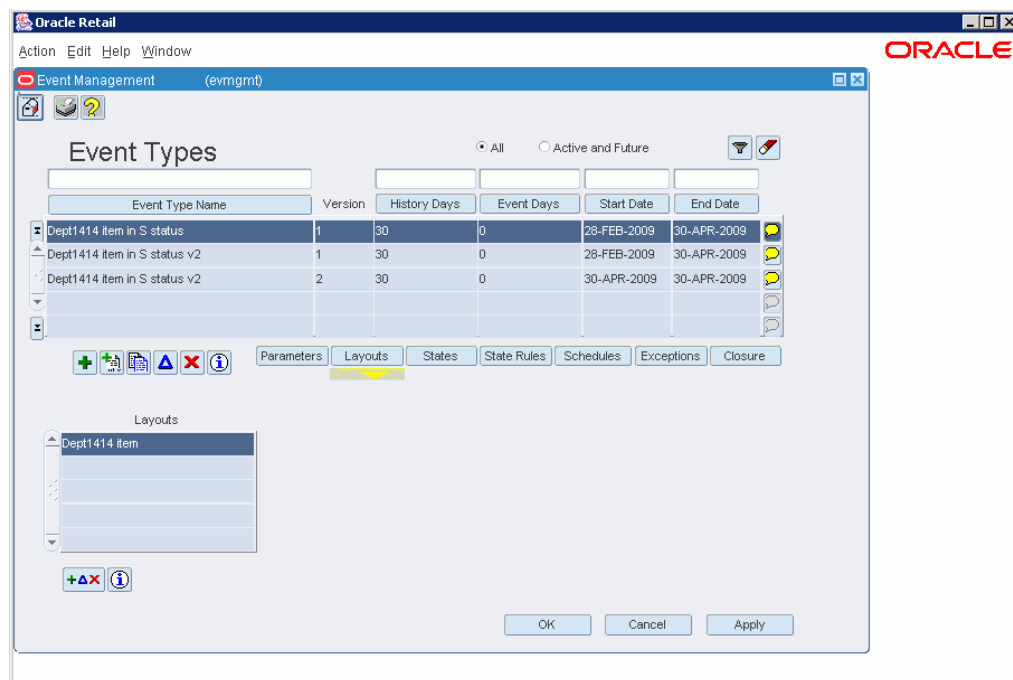 Oracle Retail
Action Edit Help Window
ORACLE
Event Management (evmgmt)
Event Types
All Active and Future
Event Type Name Version History Days Event Days Start Date End Date
Dept1414 item in S status 1 30 0 28-FEB-2009 30-APR-2009
Dept1414 item in S status v2 1 30 0 28-FEB-2009 30-APR-2009
Dept1414 item in S status v2 2 30 0 30-APR-2009 30-APR-2009
Parameters Layouts States State Rules Schedules Exceptions Closure
Layouts
Dept1414 item
OK Cancel Apply